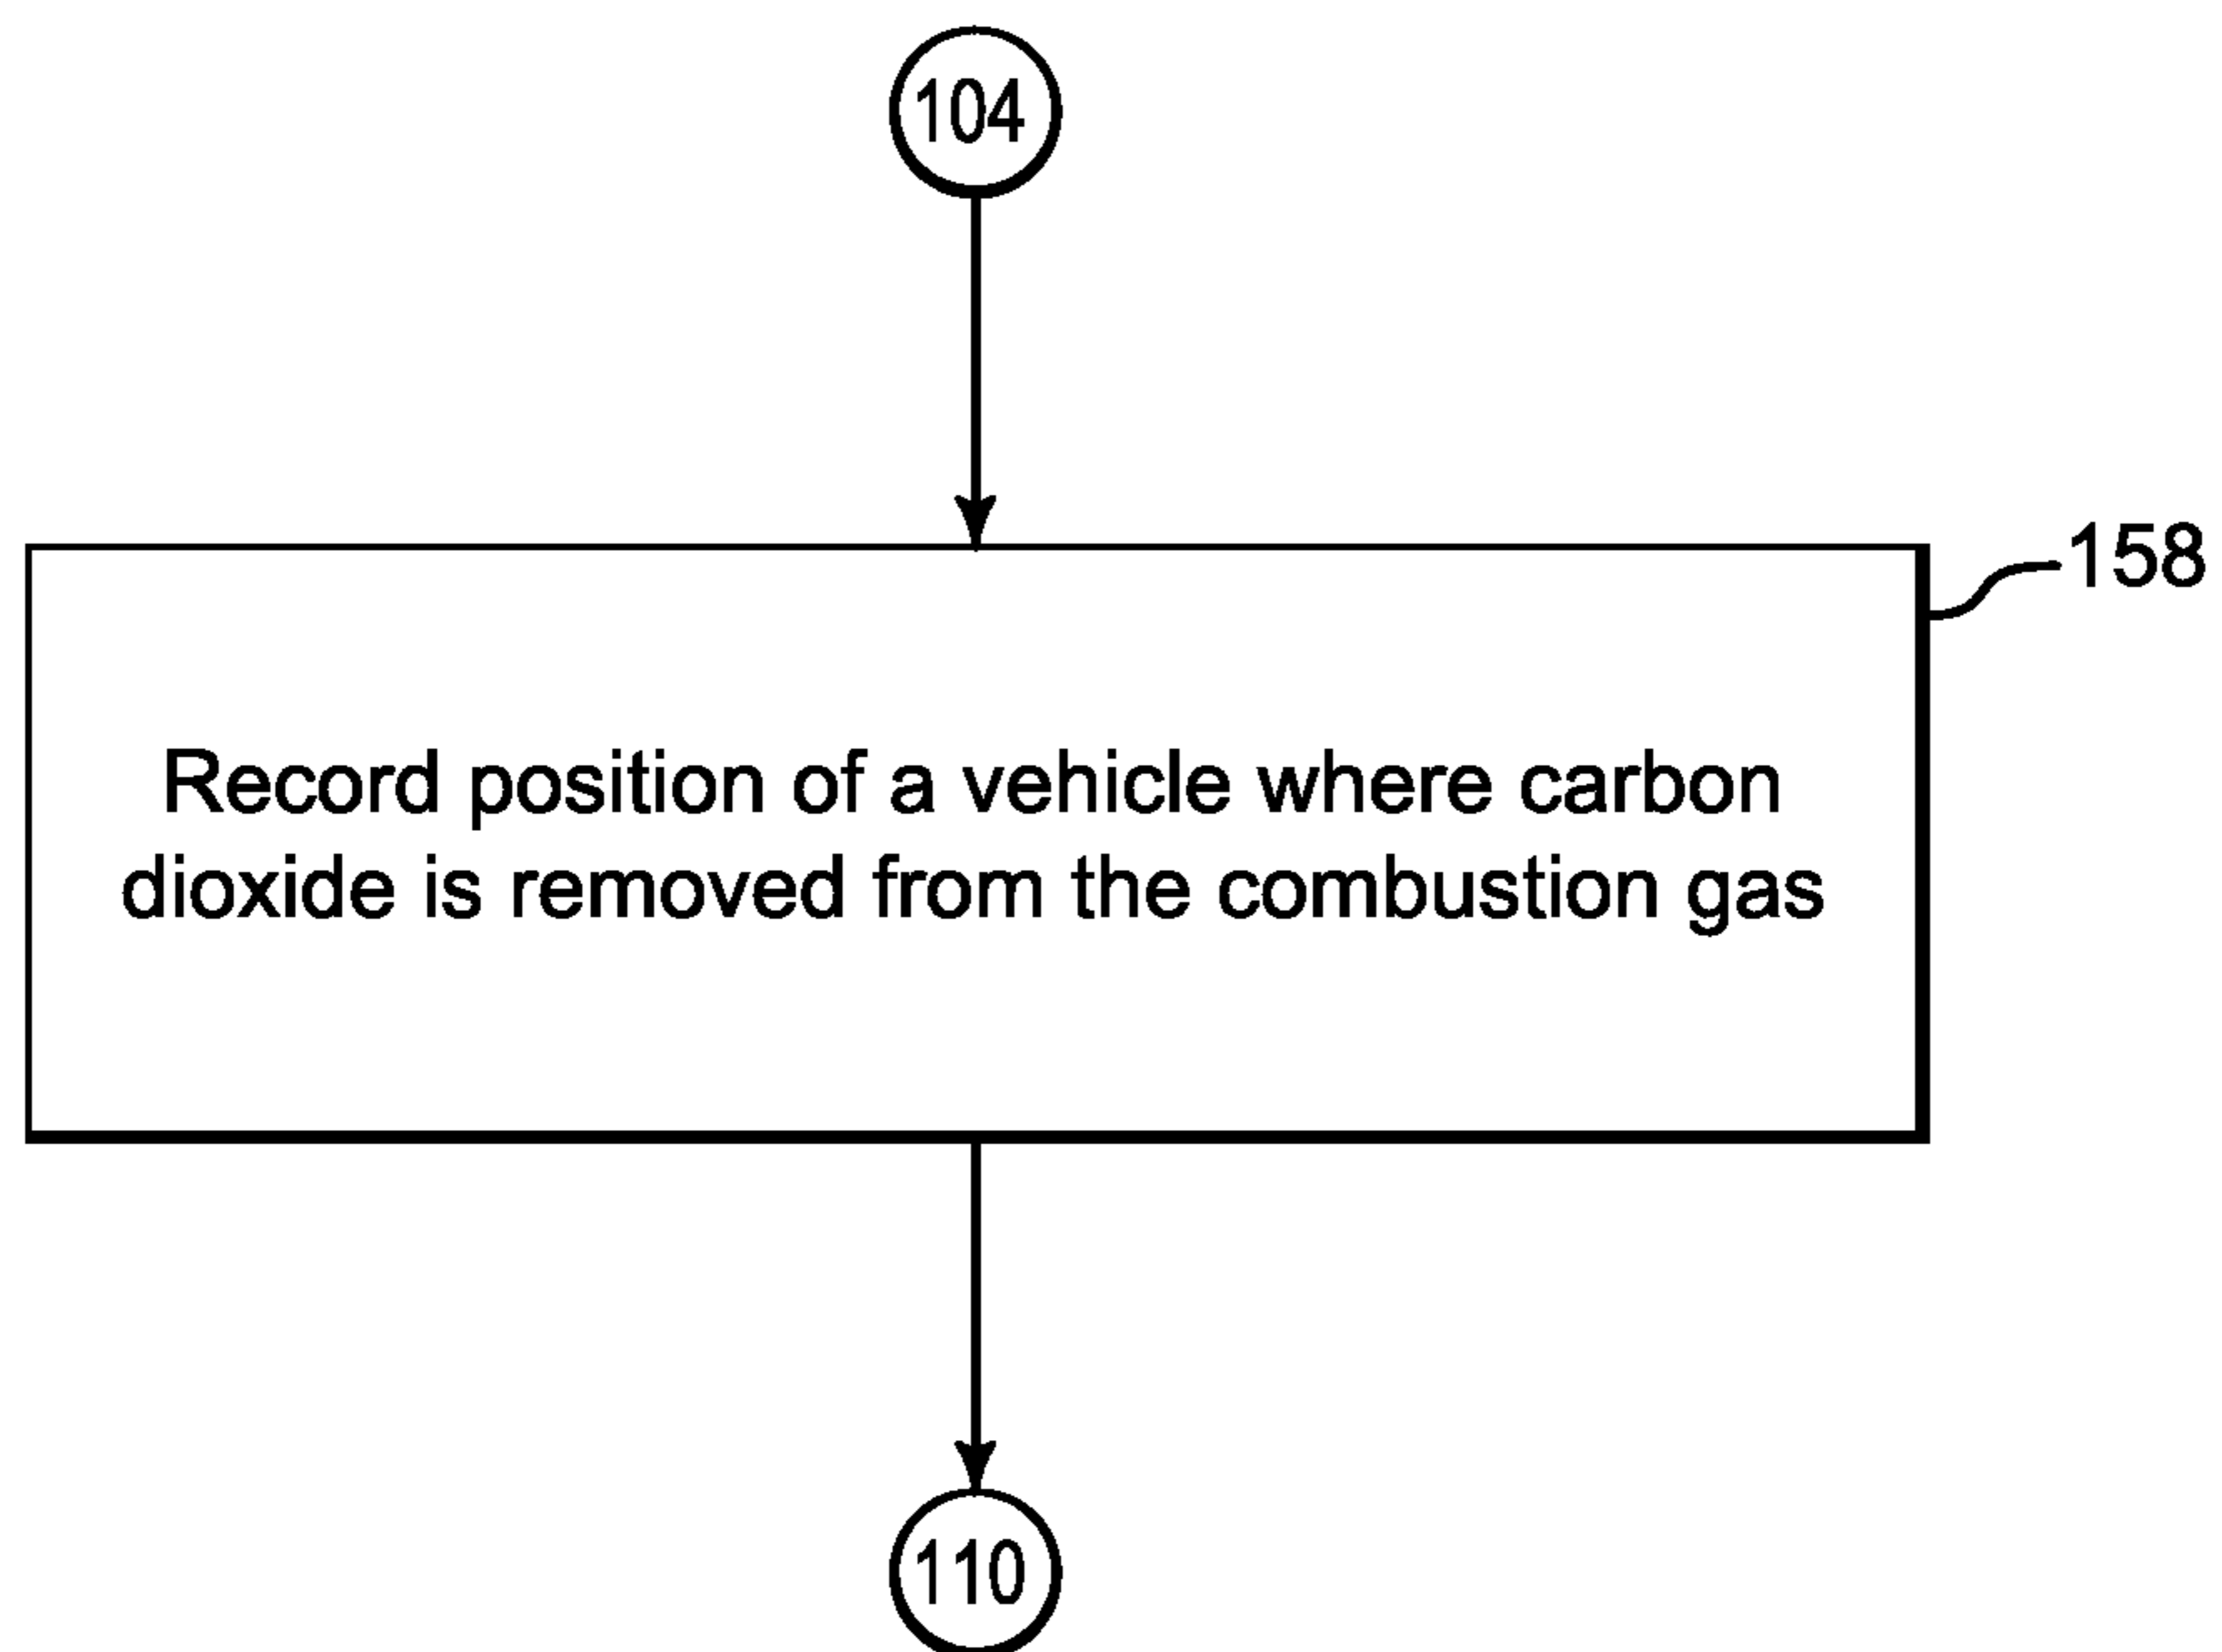 104
158
Record position of a vehicle where carbon
dioxide is removed from the combustion gas
110